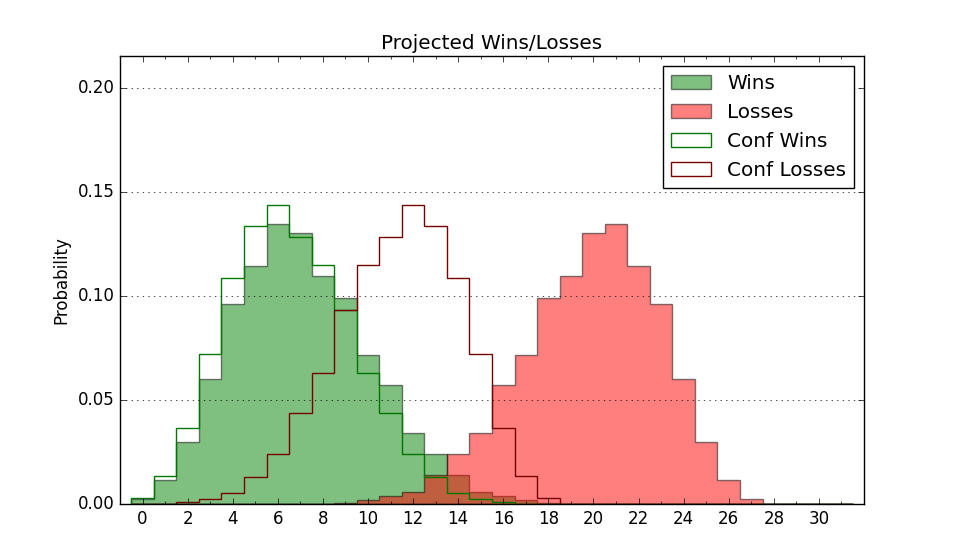 Projected Wins/Losses
Wins
Losses
Conf Wins
Conf Losses
Probability
0.20
0.15
0.10
0.05
0.00
0 2 4 6 8 10 12 14 16 18 20 22 24 26 28 30